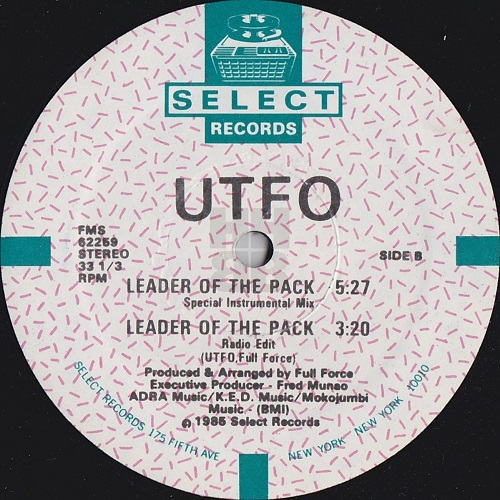 SELECT
RECORDS
UTFO
FMS
62259
STEREO
33 1/3
RPM
SIDE B
LEADER OF THE PACK 5:27
Special Instrumental Mix
LEADER OF THE PACK 3:20
Radio Edit
(UTFO,Full Force)
Produced & Arranged by Full Force
Executive Producer - Fred Munao
ADRA Music/K.E.D. Music/Mokojumbi
Music - (BMI)
℗ 1985 Select Records
SELECT RECORDS 175 FIFTH AVE NEW YORK NEW YORK 10010